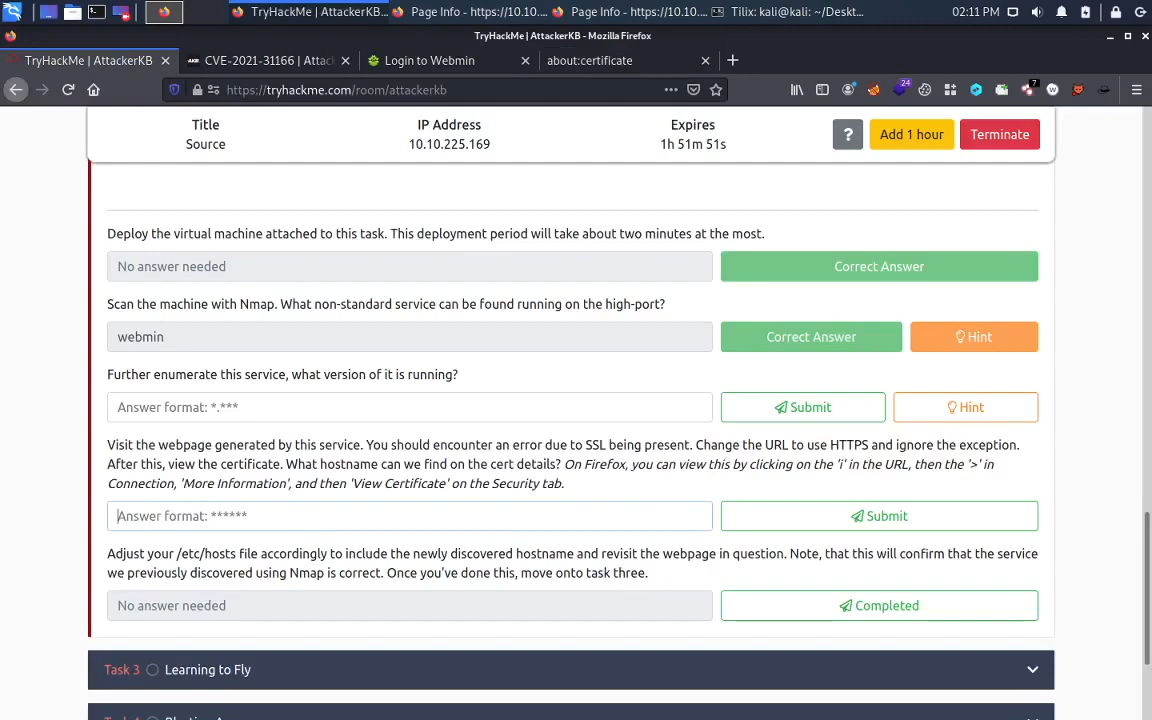 TryHackMe | AttackerKB...
Page Info - https://10.10....
Page Info - https://10.10....
Tilix: kali@kali: ~/Deskt...
02:11 PM
TryHackMe | AttackerKB - Mozilla Firefox
TryHackMe | AttackerKB
CVE-2021-31166 | Attac
Login to Webmin
about:certificate
https://tryhackme.com/room/attackerkb
24
7
Title
IP Address
Expires
Source
10.10.225.169
1h 51m 51s
?
Add 1 hour
Terminate
Deploy the virtual machine attached to this task. This deployment period will take about two minutes at the most.
No answer needed
Correct Answer
Scan the machine with Nmap. What non-standard service can be found running on the high-port?
webmin
Correct Answer
Hint
Further enumerate this service, what version of it is running?
Answer format: *.***
Submit
Hint
Visit the webpage generated by this service. You should encounter an error due to SSL being present. Change the URL to use HTTPS and ignore the exception.
After this, view the certificate. What hostname can we find on the cert details? On Firefox, you can view this by clicking on the 'i' in the URL, then the '>' in
Connection, 'More Information', and then 'View Certificate' on the Security tab.
Answer format: ******
Submit
Adjust your /etc/hosts file accordingly to include the newly discovered hostname and revisit the webpage in question. Note, that this will confirm that the service
we previously discovered using Nmap is correct. Once you've done this, move onto task three.
No answer needed
Completed
Task 3
Learning to Fly